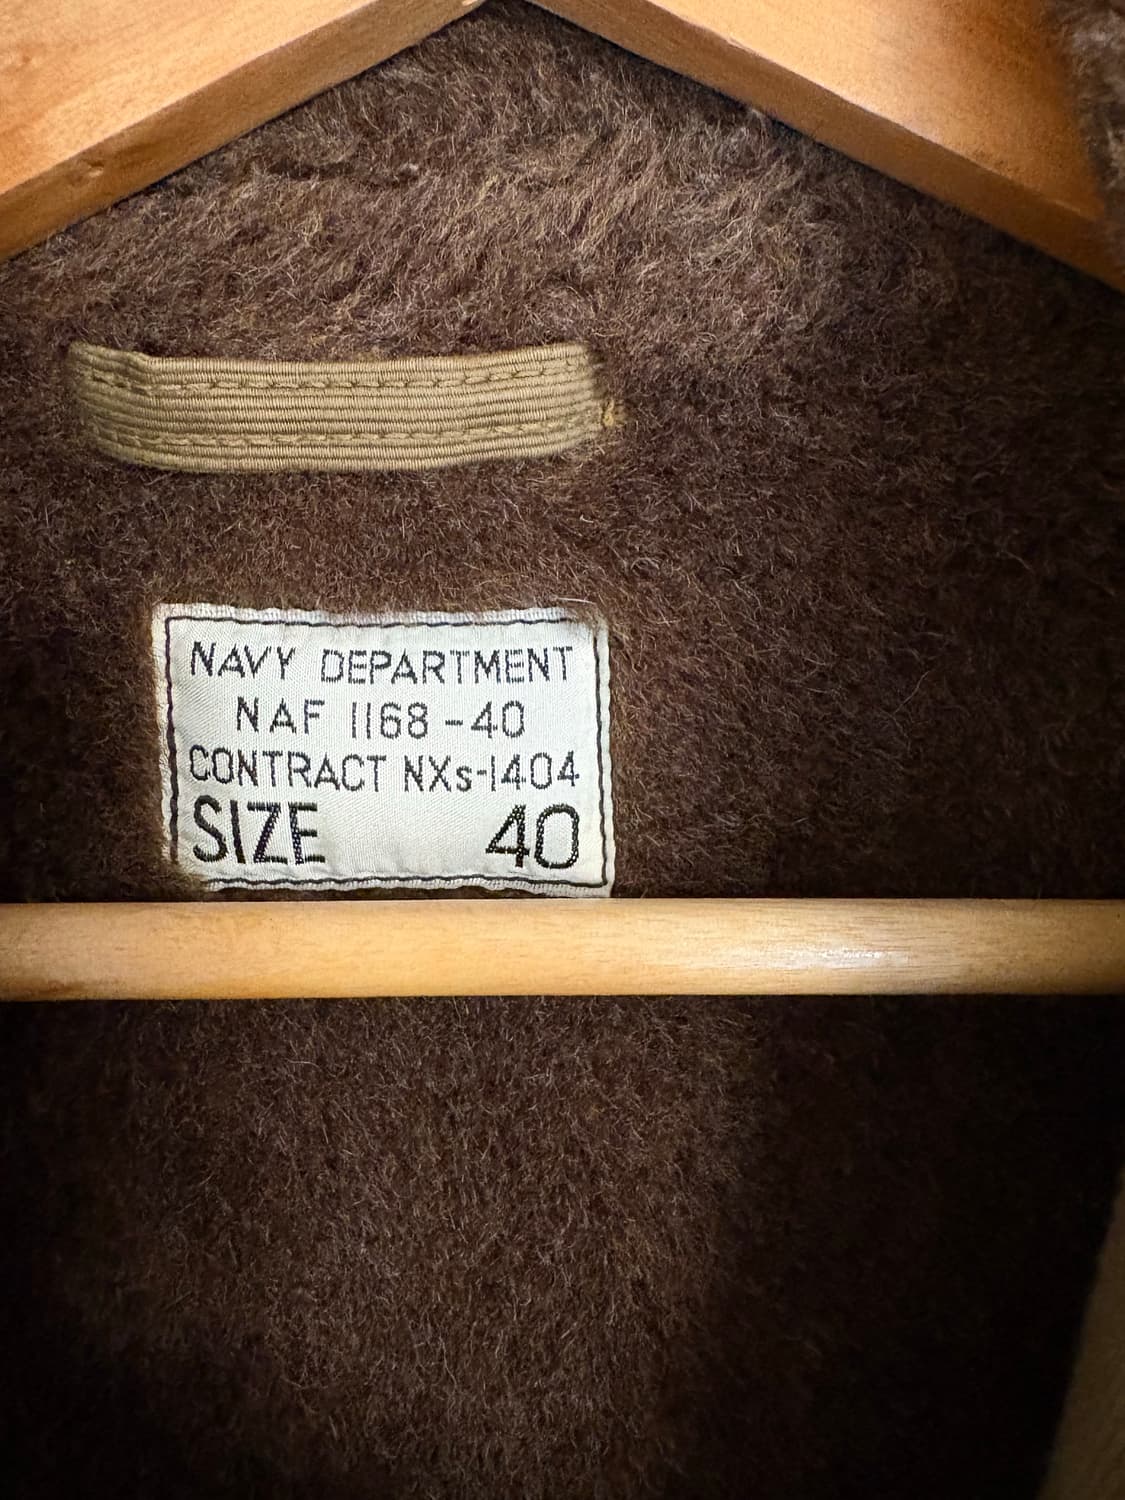 NAVY DEPARTMENT
NAF 1168-40
CONTRACT NXs-1404
SIZE 40